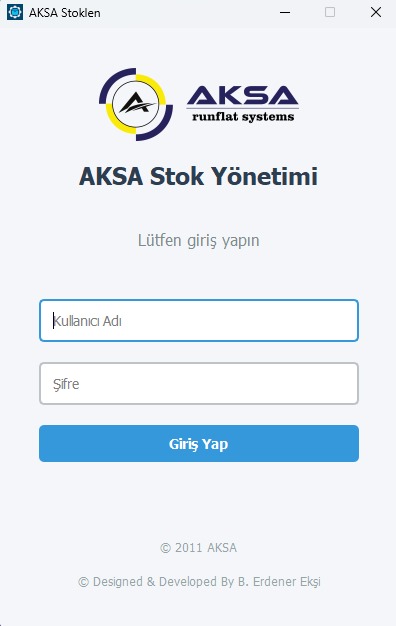 AKSA Stoklen
AKSA
runflat systems
AKSA Stok Yönetimi
Lütfen giriş yapın
Kullanıcı Adı
Şifre
Giriş Yap
© 2011 AKSA
© Designed & Developed By B. Erdener Ekşi